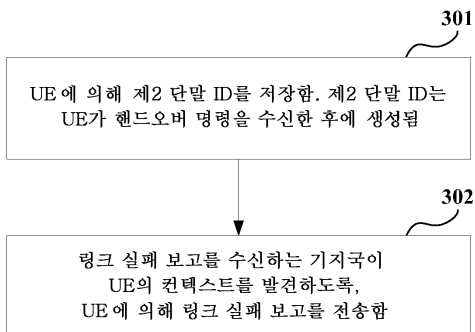 301
UE에 의해 제2 단말 ID를 저장함. 제2 단말 ID는
UE가 핸드오버 명령을 수신한 후에 생성됨
302
링크 실패 보고를 수신하는 기지국이
UE의 컨텍스트를 발견하도록,
UE에 의해 링크 실패 보고를 전송함